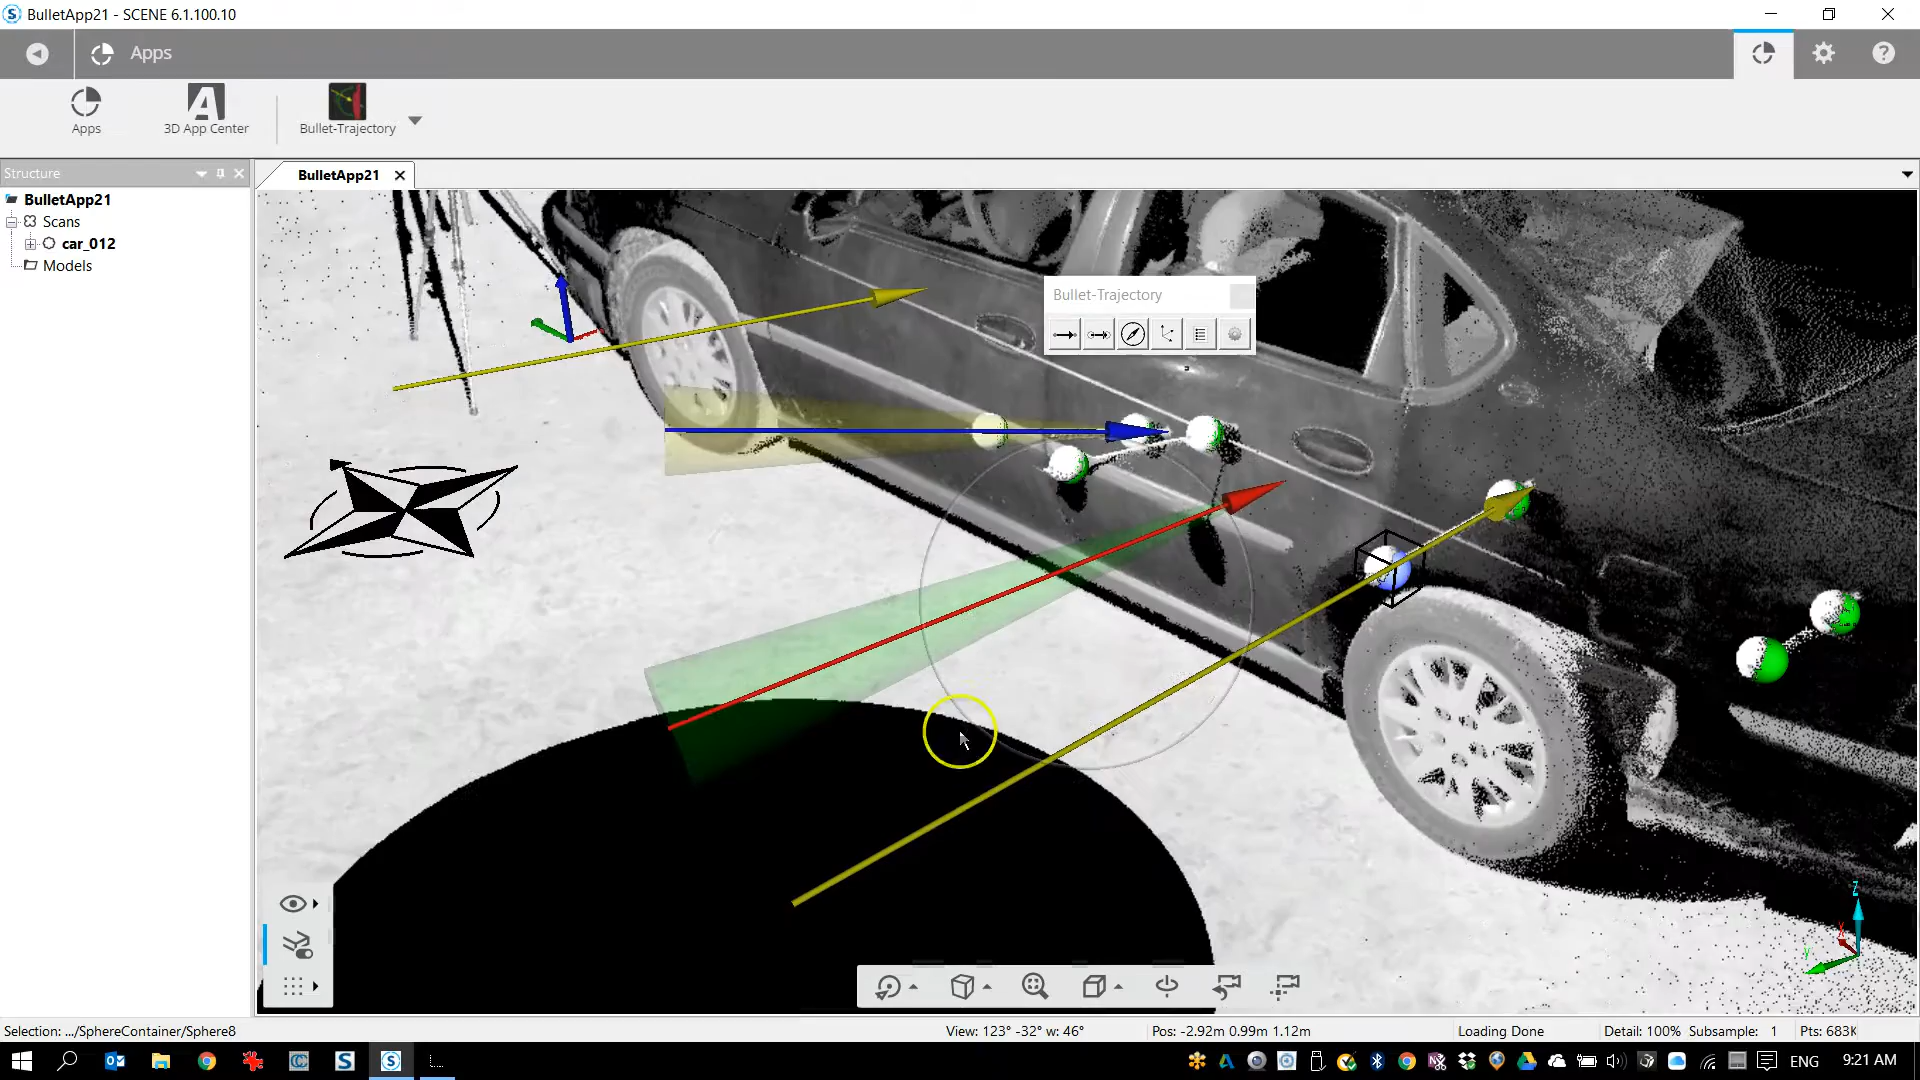 BulletApp21 - SCENE 6.1.100.10
Apps
Apps
3D App Center
Bullet-Trajectory
Structure
BulletApp21
BulletApp21
Scans
car_012
Models
Bullet-Trajectory
Z
X
Y
Selection: .../SphereContainer/Sphere8
View: 123° -32° w: 46°
Pos: -2.92m 0.99m 1.12m
Loading Done
Detail: 100%
Subsample: 1
Pts: 683K
ENG
9:21 AM